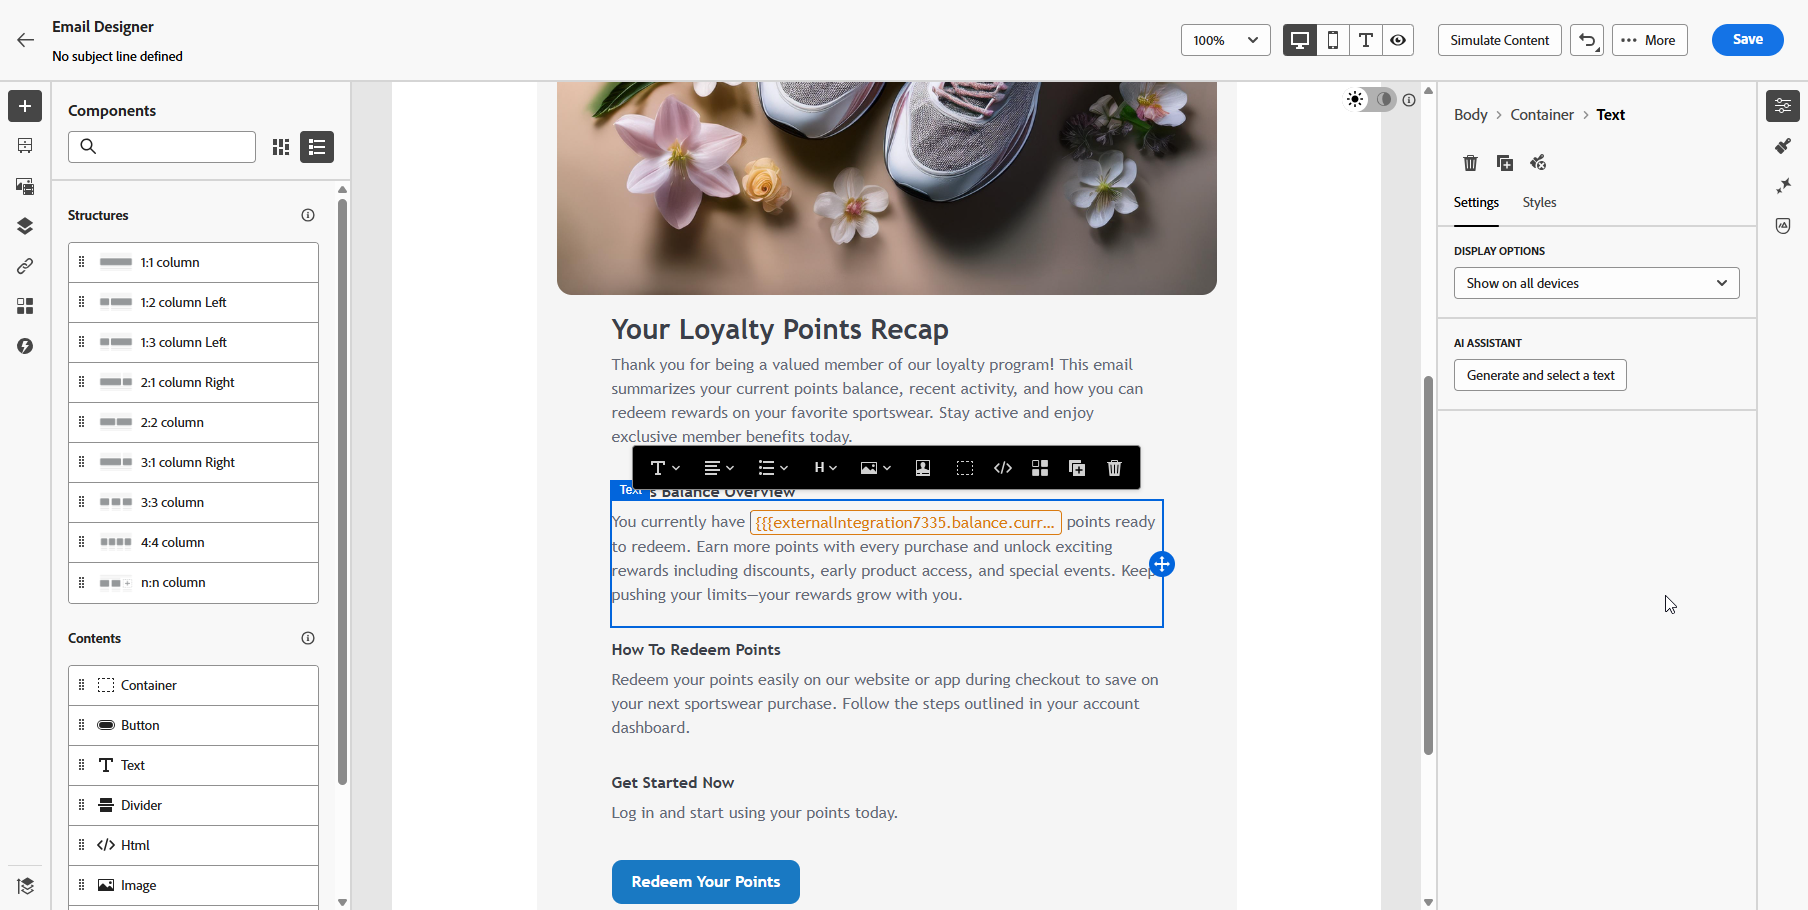 Email Designer
No subject line defined
100%
Simulate Content
More
Save
Components
Structures
1:1 column
1:2 column Left
1:3 column Left
2:1 column Right
2:2 column
3:1 column Right
3:3 column
4:4 column
n:n column
Contents
Container
Button
Text
Divider
Html
Image
Your Loyalty Points Recap
Thank you for being a valued member of our loyalty program! This email
summarizes your current points balance, recent activity, and how you can
redeem rewards on your favorite sportswear. Stay active and enjoy
exclusive member benefits today.
H
Text
s Balance Overview
You currently have {{{externalIntegration7335.balance.curr... points ready
to redeem. Earn more points with every purchase and unlock exciting
rewards including discounts, early product access, and special events. Keep
pushing your limits—your rewards grow with you.
How To Redeem Points
Redeem your points easily on our website or app during checkout to save on
your next sportswear purchase. Follow the steps outlined in your account
dashboard.
Get Started Now
Log in and start using your points today.
Redeem Your Points
Body > Container > Text
Settings
Styles
DISPLAY OPTIONS
Show on all devices
AI ASSISTANT
Generate and select a text